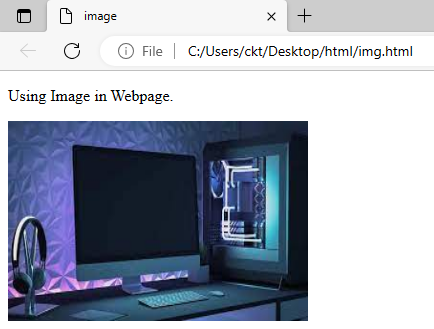 image
File
C:/Users/ckt/Desktop/html/img.html
Using Image in Webpage.